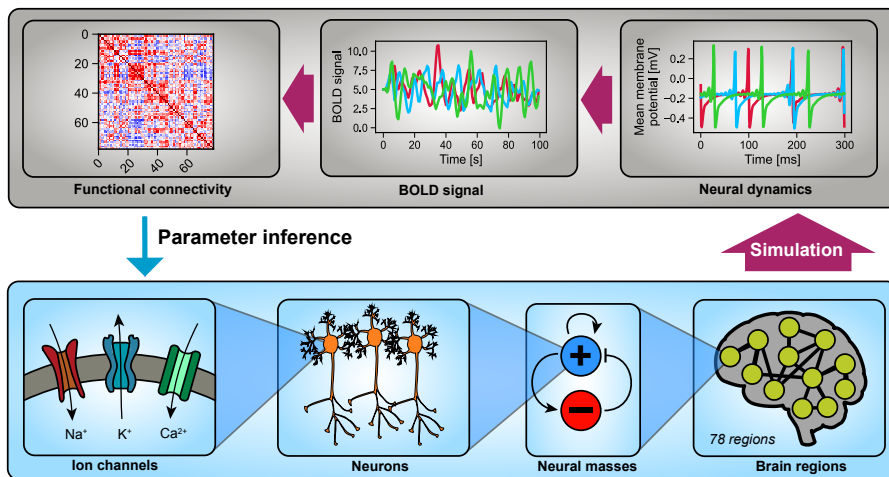 0
20
40
60
0
20
40
60
Functional connectivity
BOLD signal
10.0
7.5
5.0
2.5
0.0
0 20 40 60 80 100
Time [s]
BOLD signal
Mean membrane
potential [mV]
0.2
0.0
−0.2
−0.4
0 100 200 300
Time [ms]
Neural dynamics
Parameter inference
Simulation
Na⁺
K⁺
Ca²⁺
Ion channels
Neurons
+
−
Neural masses
78 regions
Brain regions